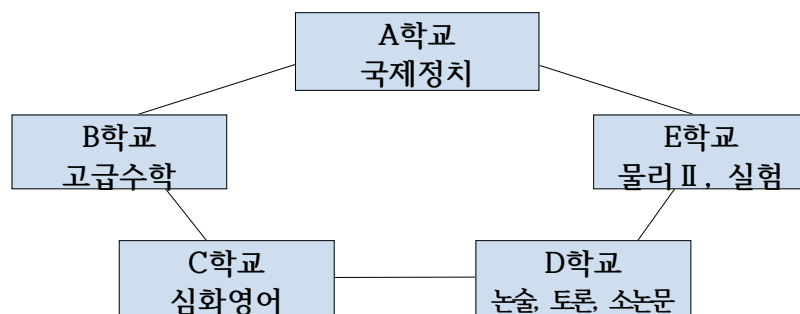 A학교
국제정치
B학교
고급수학
E학교
물리Ⅱ, 실험
C학교
심화영어
D학교
논술, 토론, 소논문